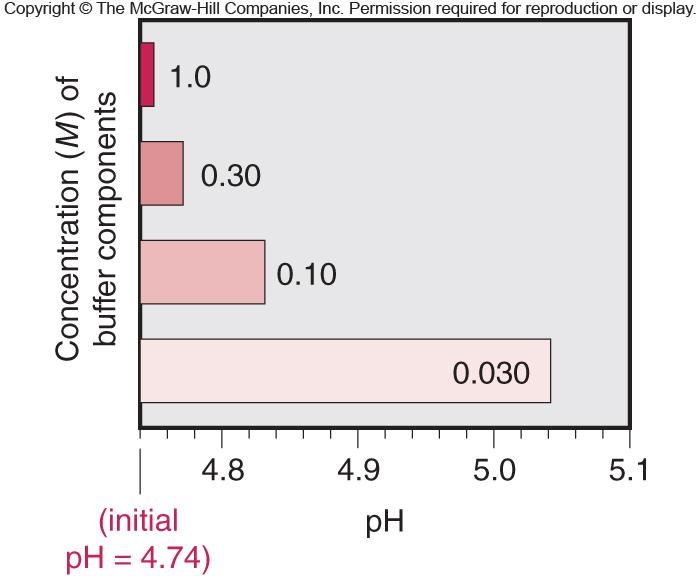 Copyright © The McGraw-Hill Companies, Inc. Permission required for reproduction or display.
Concentration (M) of
buffer components
1.0
0.30
0.10
0.030
4.8 4.9 5.0 5.1
(initial
pH = 4.74)
pH